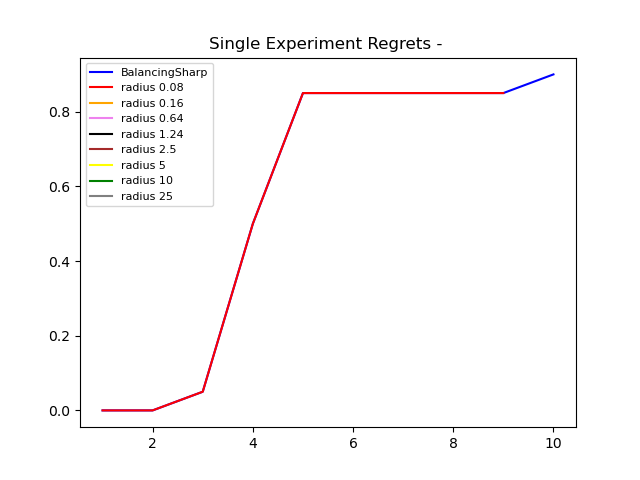 Single Experiment Regrets -
BalancingSharp
radius 0.08
radius 0.16
radius 0.64
radius 1.24
radius 2.5
radius 5
radius 10
radius 25
0.8
0.6
0.4
0.2
0.0
2 4 6 8 10